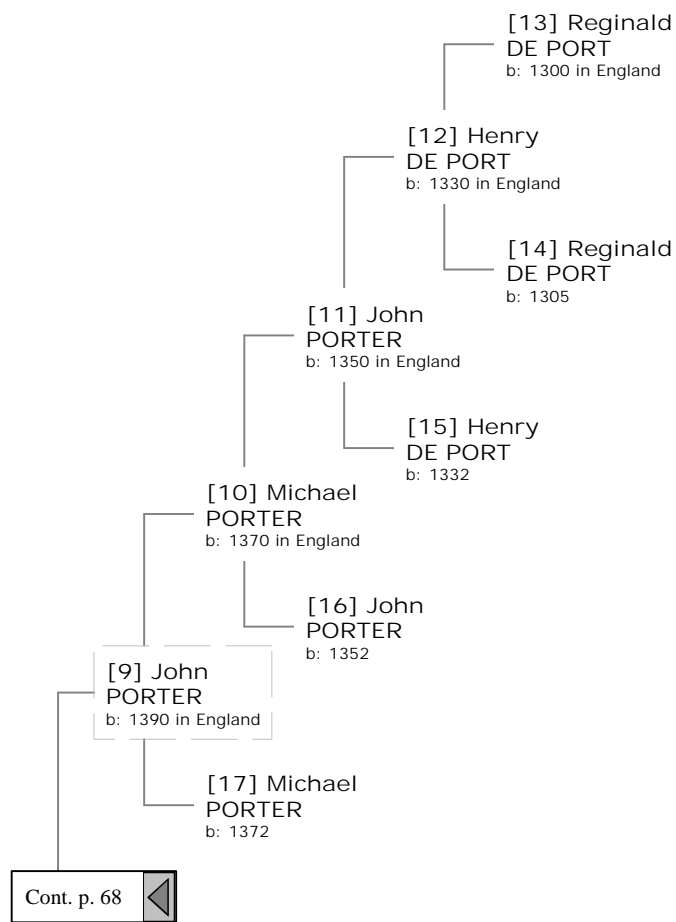 [13] Reginald
DE PORT
b: 1300 in England
[12] Henry
DE PORT
b: 1330 in England
[14] Reginald
DE PORT
b: 1305
[11] John
PORTER
b: 1350 in England
[15] Henry
DE PORT
b: 1332
[10] Michael
PORTER
b: 1370 in England
[16] John
PORTER
b: 1352
[9] John
PORTER
b: 1390 in England
[17] Michael
PORTER
b: 1372
Cont. p. 68